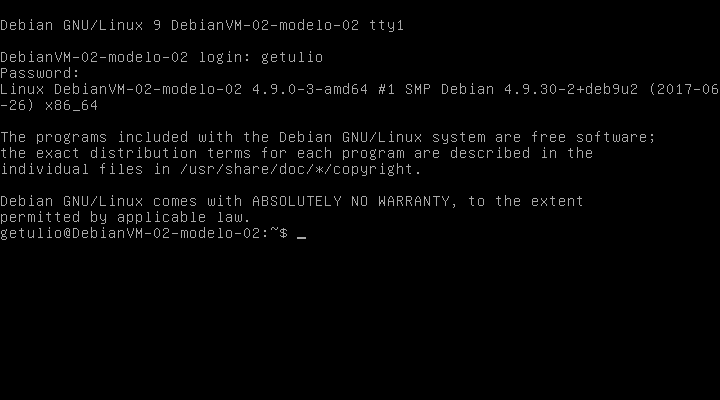 Debian GNU/Linux 9 DebianVM-02-modelo-02 tty1
DebianVM-02-modelo-02 login: getulio
Password:
Linux DebianVM-02-modelo-02 4.9.0-3-amd64 #1 SMP Debian 4.9.30-2+deb9u2 (2017-06
-26) x86_64
The programs included with the Debian GNU/Linux system are free software;
the exact distribution terms for each program are described in the
individual files in /usr/share/doc/*/copyright.
Debian GNU/Linux comes with ABSOLUTELY NO WARRANTY, to the extent
permitted by applicable law.
getulio@DebianVM-02-modelo-02:~$ _